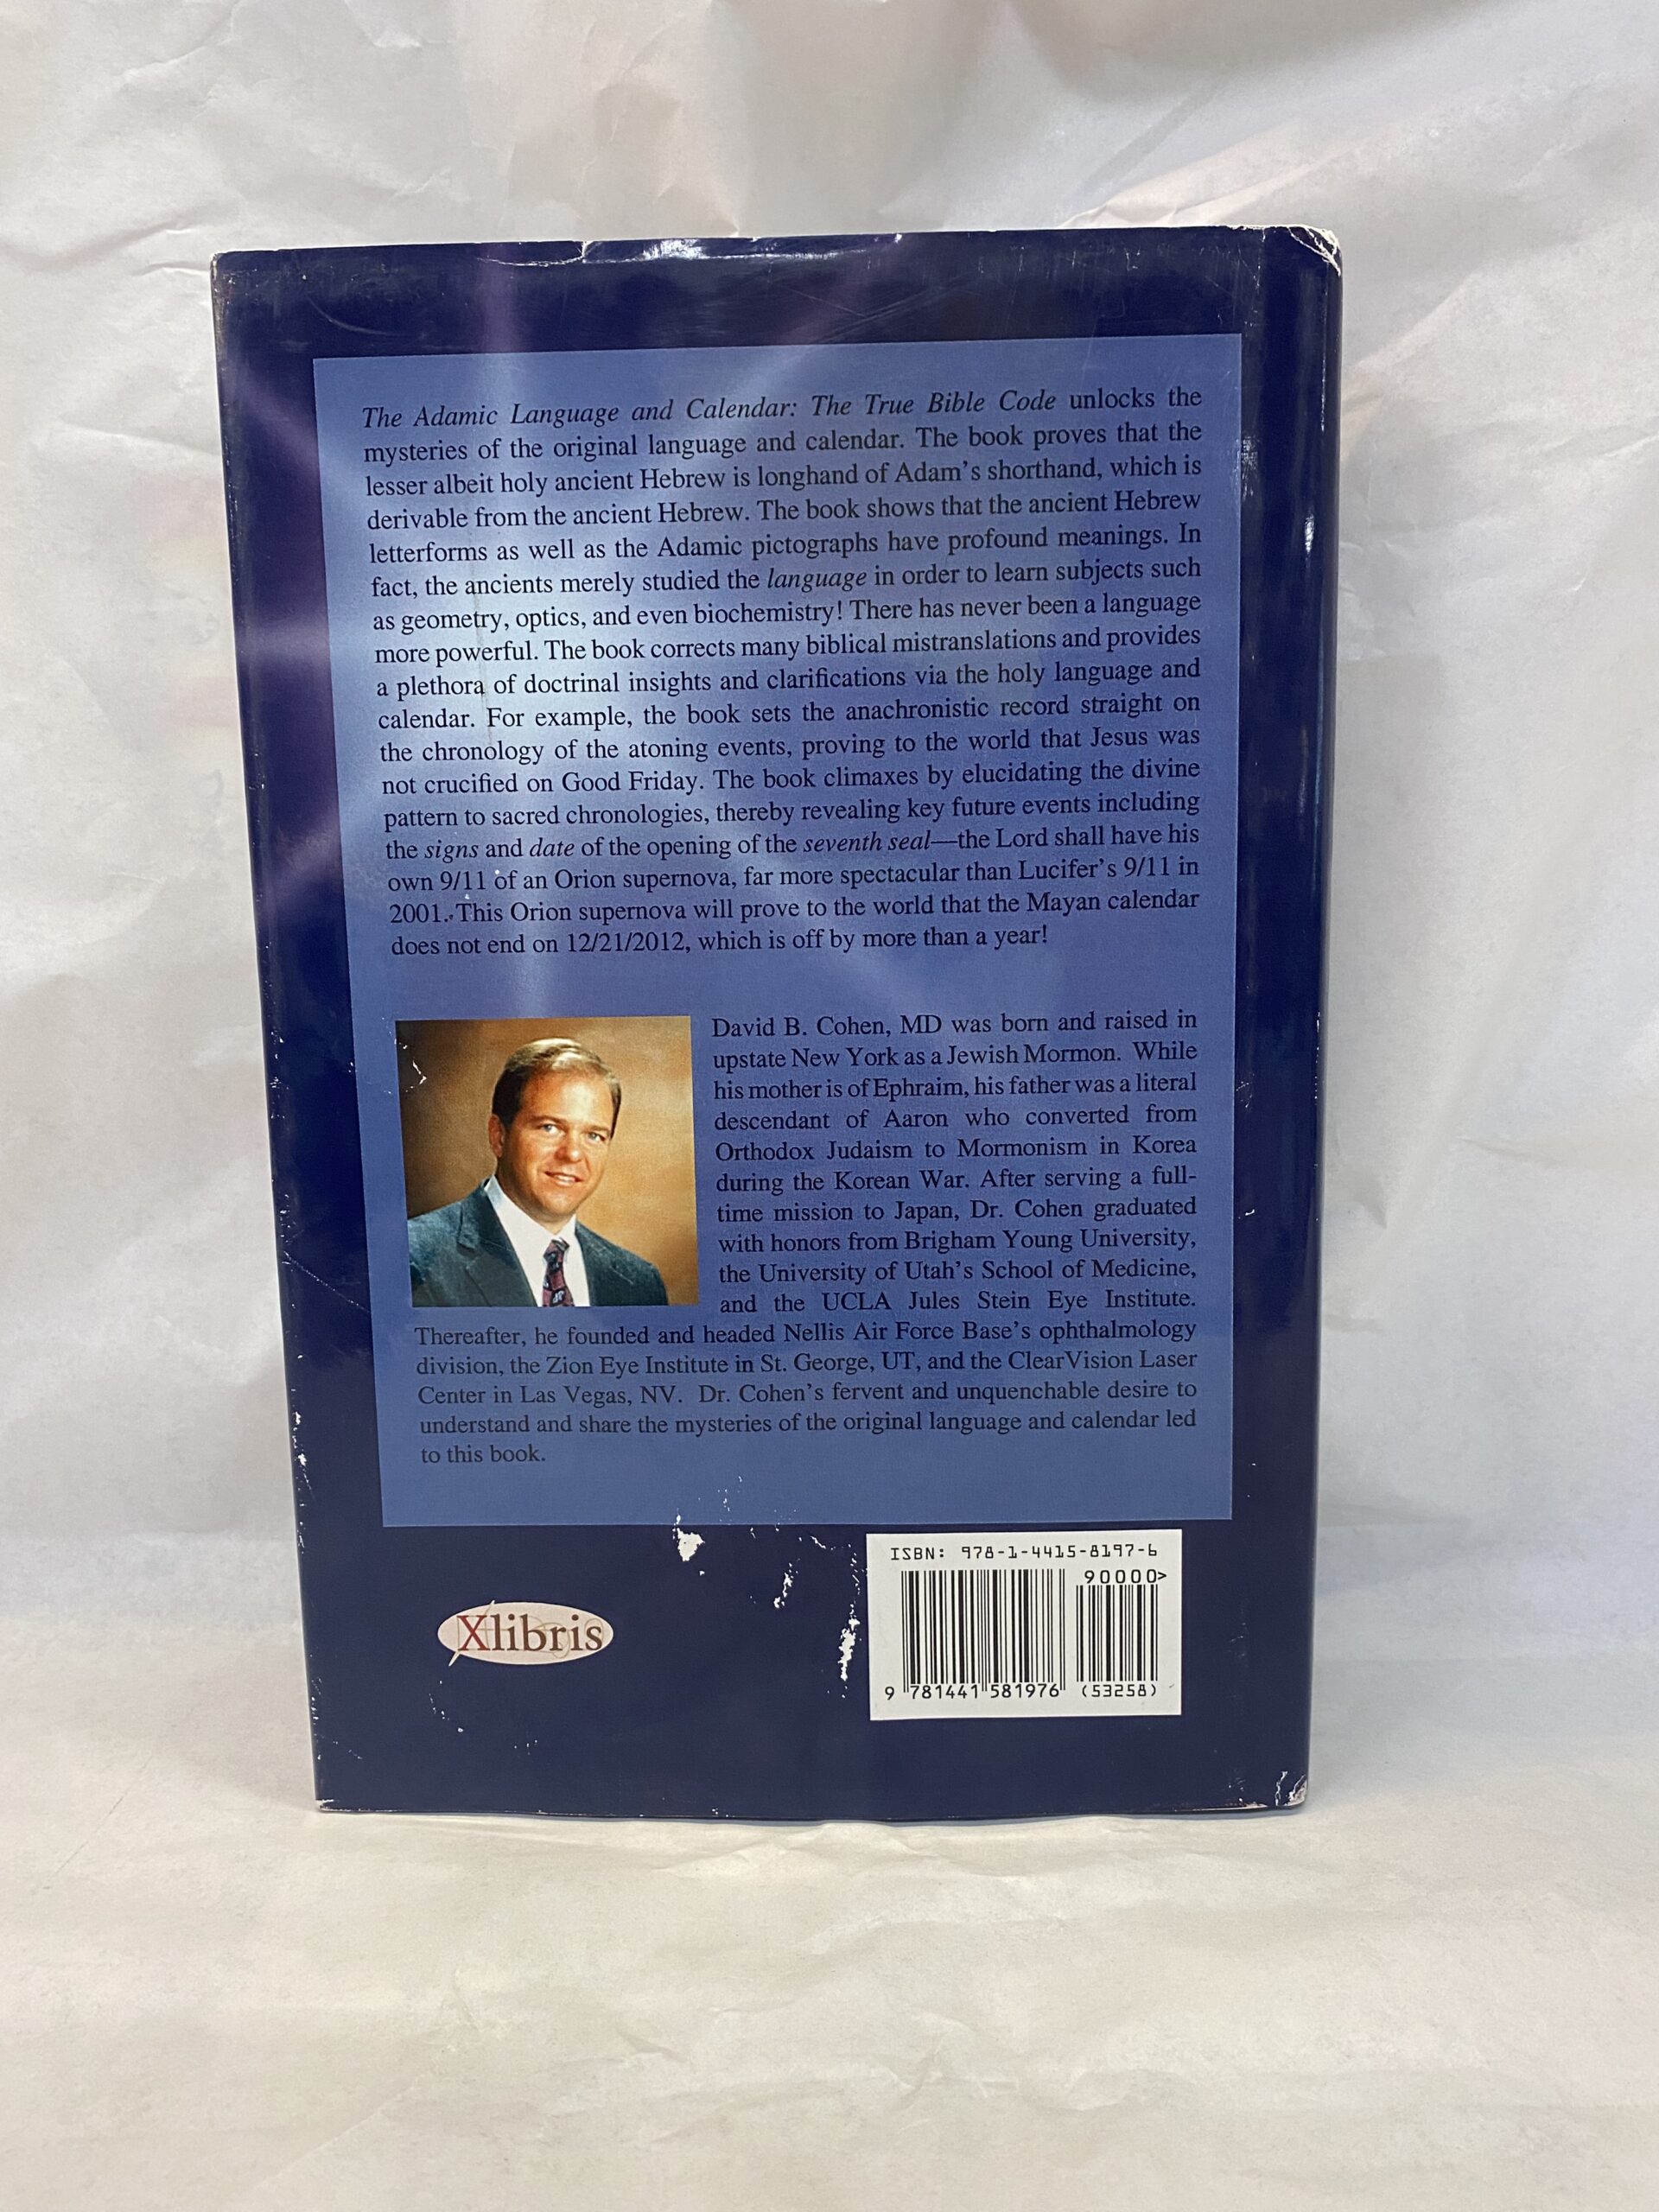 The Adamic Language and Calendar: The True Bible Code unlocks the
mysteries of the original language and calendar. The book proves that the
lesser albeit holy ancient Hebrew is longhand of Adam's shorthand, which is
derivable from the ancient Hebrew. The book shows that the ancient Hebrew
letterforms as well as the Adamic pictographs have profound meanings. In
fact, the ancients merely studied the language in order to learn subjects such
as geometry, optics, and even biochemistry! There has never been a language
more powerful. The book corrects many biblical mistranslations and provides
a plethora of doctrinal insights and clarifications via the holy language and
calendar. For example, the book sets the anachronistic record straight on
the chronology of the atoning events, proving to the world that Jesus was
not crucified on Good Friday. The book climaxes by elucidating the divine
pattern to sacred chronologies, thereby revealing key future events including
the signs and date of the opening of the seventh seal—the Lord shall have his
own 9/11 of an Orion supernova, far more spectacular than Lucifer's 9/11 in
2001. This Orion supernova will prove to the world that the Mayan calendar
does not end on 12/21/2012, which is off by more than a year!
David B. Cohen, MD was born and raised in
upstate New York as a Jewish Mormon. While
his mother is of Ephraim, his father was a literal
descendant of Aaron who converted from
Orthodox Judaism to Mormonism in Korea
during the Korean War. After serving a full-
time mission to Japan, Dr. Cohen graduated
with honors from Brigham Young University,
the University of Utah's School of Medicine,
and the UCLA Jules Stein Eye Institute.
Thereafter, he founded and headed Nellis Air Force Base's ophthalmology
division, the Zion Eye Institute in St. George, UT, and the ClearVision Laser
Center in Las Vegas, NV. Dr. Cohen's fervent and unquenchable desire to
understand and share the mysteries of the original language and calendar led
to this book.
ISBN: 978-1-4415-8197-6
90000>
Xlibris
9 781441 581976 (53258)